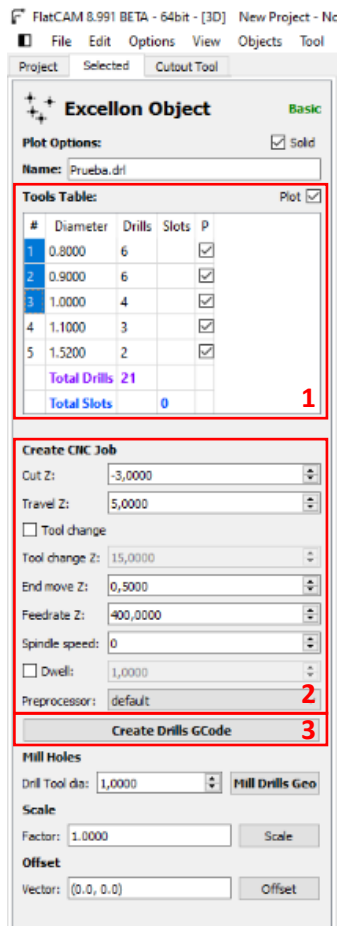 FlatCAM 8.991 BETA - 64bit - [3D] New Project - No
File Edit Options View Objects Tool
Project Selected Cutout Tool
Excellon Object Basic
Plot Options: Solid
Name: Prueba.drl
Tools Table: Plot
# Diameter Drills Slots P
1 0.8000 6
2 0.9000 6
3 1.0000 4
4 1.1000 3
5 1.5200 2
Total Drills 21
Total Slots 0
1
Create CNC Job
Cut Z: -3,0000
Travel Z: 5,0000
Tool change
Tool change Z: 15,0000
End move Z: 0,5000
Feedrate Z: 400,0000
Spindle speed: 0
Dwell: 1,0000
Preprocessor: default 2
Create Drills GCode 3
Mill Holes
Drill Tool dia: 1,0000 Mill Drills Geo
Scale
Factor: 1.0000 Scale
Offset
Vector: (0.0, 0.0) Offset